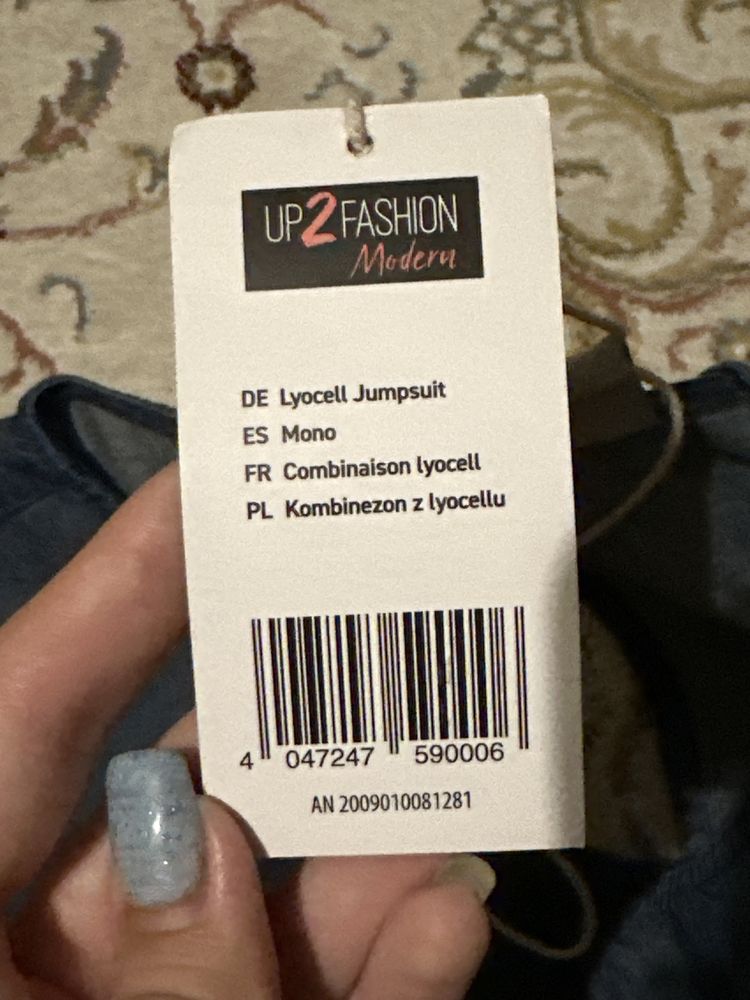 UP2FASHION
Modern
DE Lyocell Jumpsuit
ES Mono
FR Combinaison lyocell
PL Kombinezon z lyocellu
4 047247 590006
AN 2009010081281